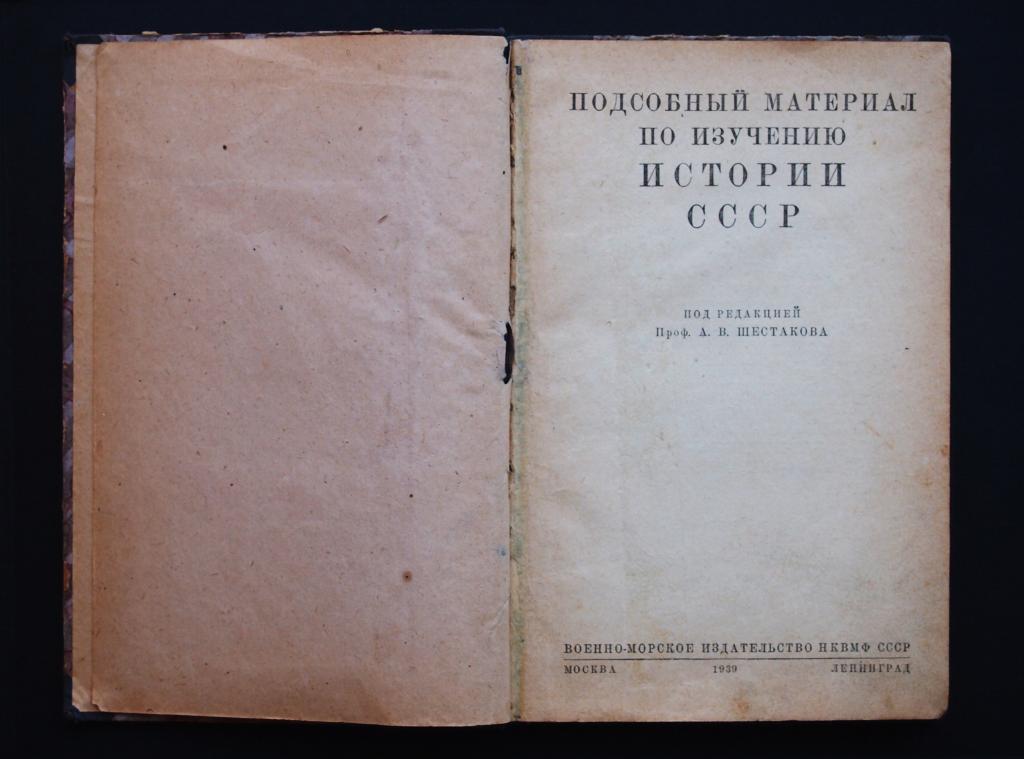 ПОДСОБНЫЙ МАТЕРИАЛ
ПО ИЗУЧЕНИЮ
ИСТОРИИ
СССР
ПОД РЕДАКЦИЕЙ
Проф. А. В. ШЕСТАКОВА
ВОЕННО-МОРСКОЕ ИЗДАТЕЛЬСТВО НКВМФ СССР
МОСКВА 1939 ЛЕНИНГРАД